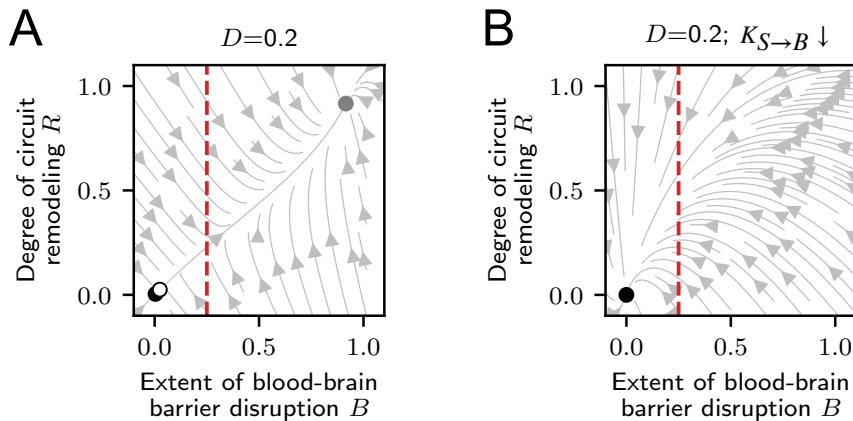 A
D=0.2
1.0
0.5
0.0
Degree of circuit
remodeling R
0.0 0.5 1.0
Extent of blood-brain
barrier disruption B
B
D=0.2; K_{S→B} ↓
1.0
0.5
0.0
Degree of circuit
remodeling R
0.0 0.5 1.0
Extent of blood-brain
barrier disruption B